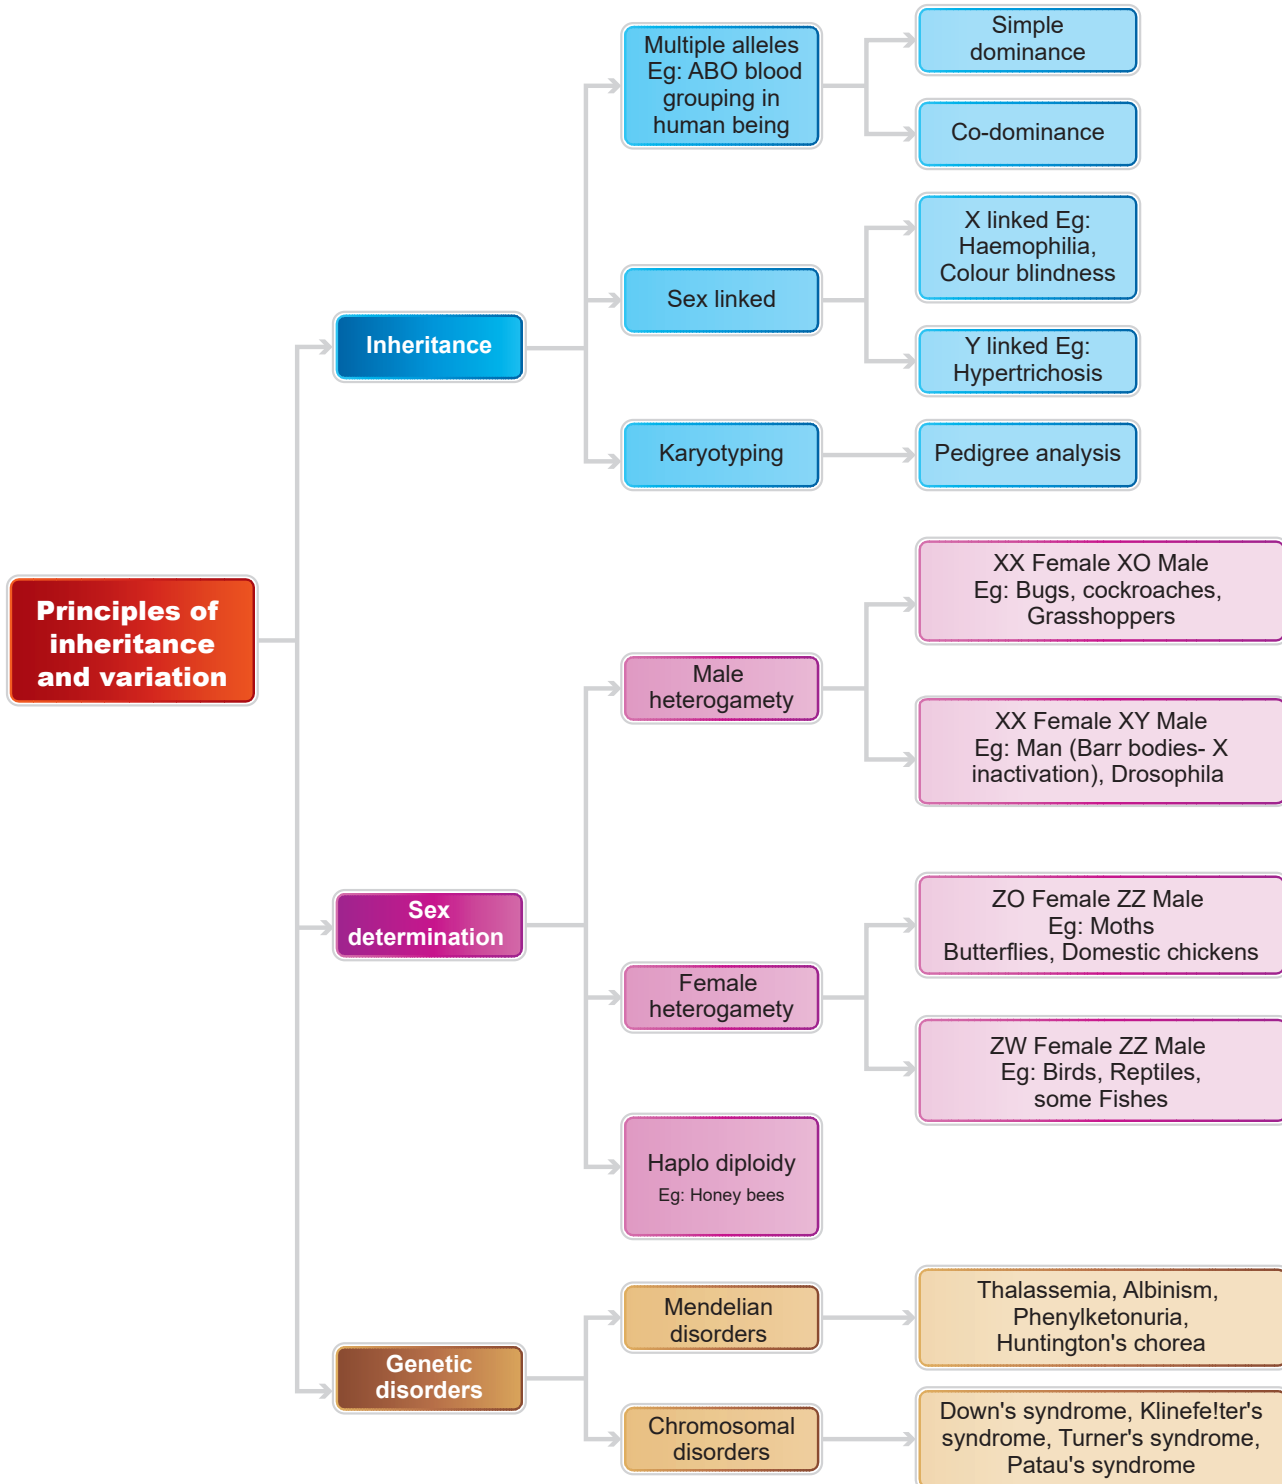 Principles of
inheritance
and variation
Inheritance
Multiple alleles
Eg: ABO blood
grouping in
human being
Simple
dominance
Co-dominance
Sex linked
X linked Eg:
Haemophilia,
Colour blindness
Y linked Eg:
Hypertrichosis
Karyotyping
Pedigree analysis
Sex
determination
Male
heterogamety
XX Female XO Male
Eg: Bugs, cockroaches,
Grasshoppers
XX Female XY Male
Eg: Man (Barr bodies- X
inactivation), Drosophila
Female
heterogamety
ZO Female ZZ Male
Eg: Moths
Butterflies, Domestic chickens
ZW Female ZZ Male
Eg: Birds, Reptiles,
some Fishes
Haplo diploidy
Eg: Honey bees
Genetic
disorders
Mendelian
disorders
Thalassemia, Albinism,
Phenylketonuria,
Huntington's chorea
Chromosomal
disorders
Down's syndrome, Klinefe!ter's
syndrome, Turner's syndrome,
Patau's syndrome